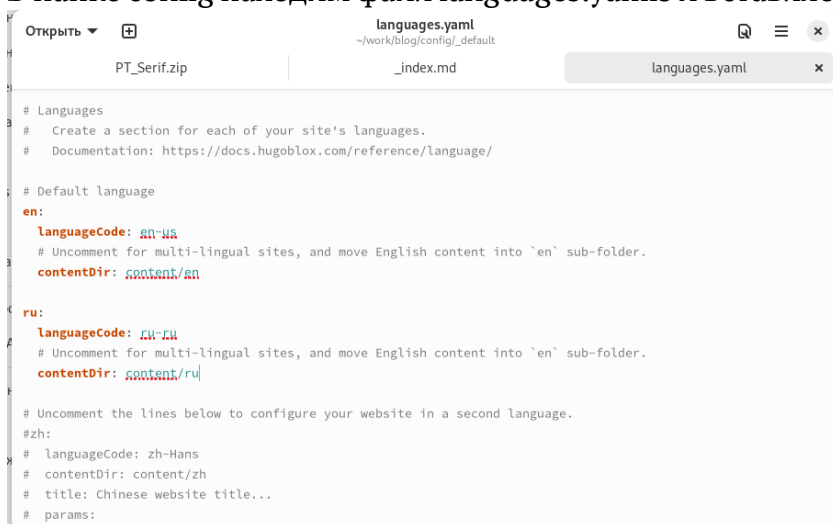 Открыть
languages.yaml
~/work/blog/config/_default
PT_Serif.zip
_index.md
languages.yaml
# Languages
#   Create a section for each of your site's languages.
#   Documentation: https://docs.hugoblox.com/reference/language/
# Default language
en:
  languageCode: en-us
  # Uncomment for multi-lingual sites, and move English content into `en` sub-folder.
  contentDir: content/en
ru:
  languageCode: ru-ru
  # Uncomment for multi-lingual sites, and move English content into `en` sub-folder.
  contentDir: content/ru
# Uncomment the lines below to configure your website in a second language.
#zh:
#  languageCode: zh-Hans
#  contentDir: content/zh
#  title: Chinese website title...
#  params: